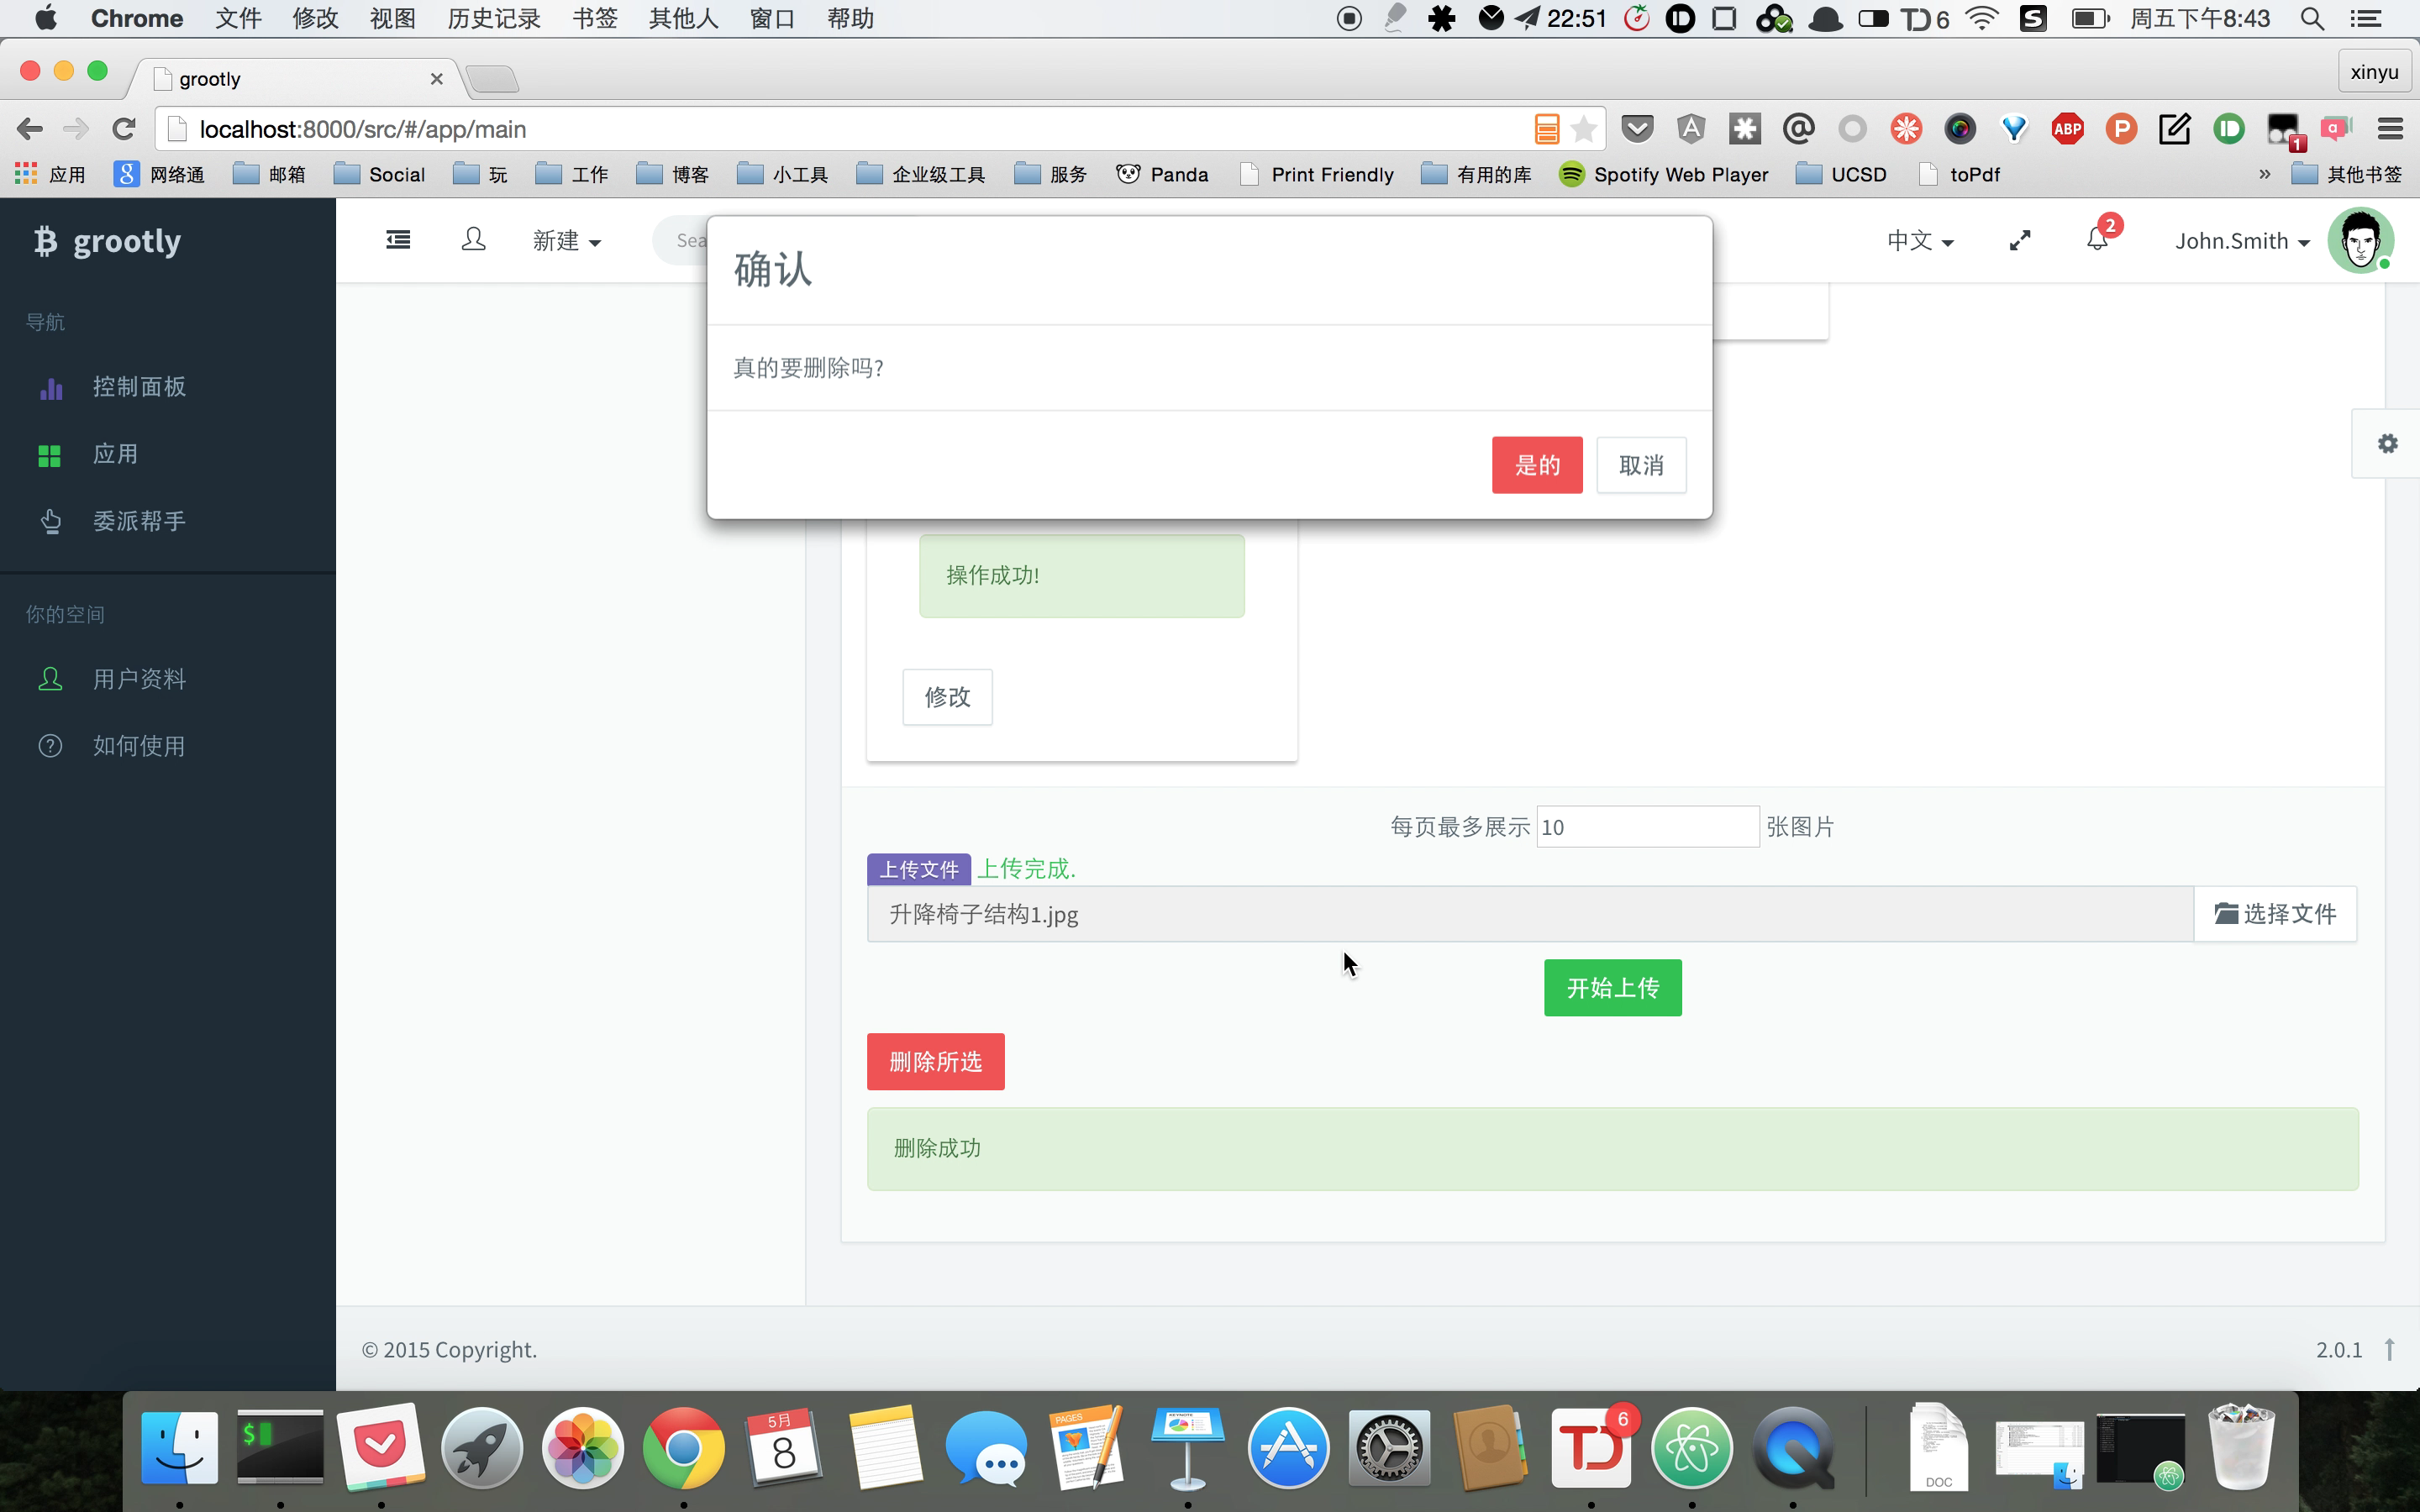 Chrome 文件 修改 视图 历史记录 书签 其他人 窗口 帮助 22:51 6 周五下午8:43
grootly xinyu
localhost:8000/src/#/app/main
应用 网络通 邮箱 Social 玩 工作 博客 小工具 企业级工具 服务 Panda Print Friendly 有用的库 Spotify Web Player UCSD toPdf » 其他书签
grootly
新建 Sea 中文 2 John.Smith
确认
导航
真的要删除吗?
控制面板
应用
是的 取消
委派帮手
操作成功!
你的空间
用户资料
修改
如何使用
每页最多展示 10 张图片
上传文件 上传完成.
升降椅子结构1.jpg 选择文件
开始上传
删除所选
删除成功
© 2015 Copyright. 2.0.1
5月
8
PAGES
KEYNOTE
6
DOC